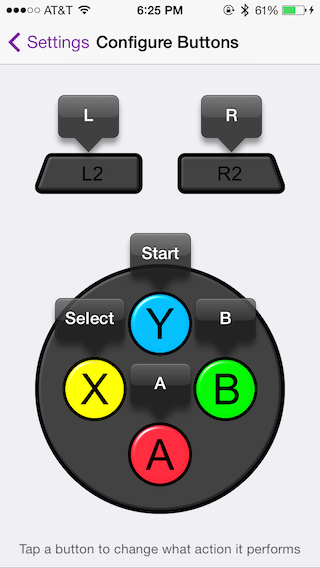 AT&T 6:25 PM 61%
Settings Configure Buttons
L R
L2 R2
Start
Select Y B
X A B
A
Tap a button to change what action it performs